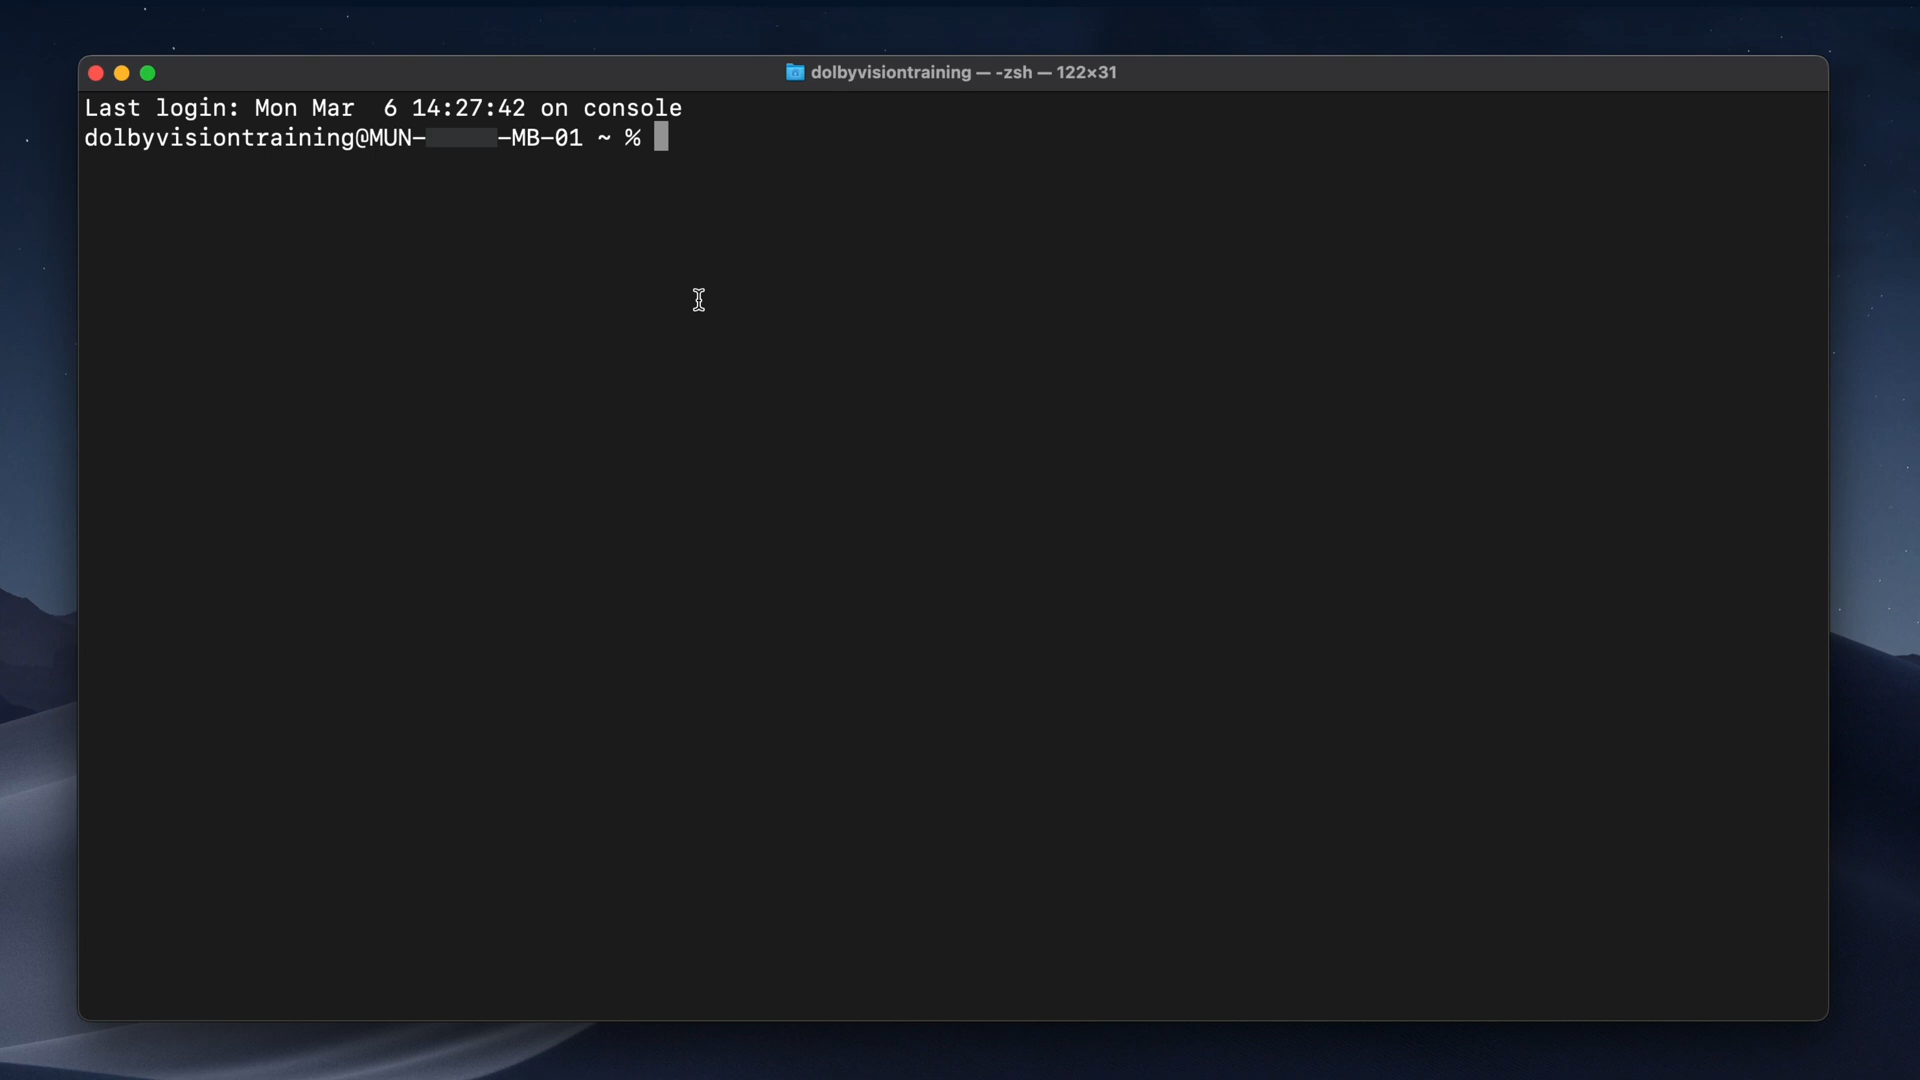 dolbyvisiontraining — -zsh — 122×31
Last login: Mon Mar  6 14:27:42 on console
dolbyvisiontraining@MUN-     -MB-01 ~ %